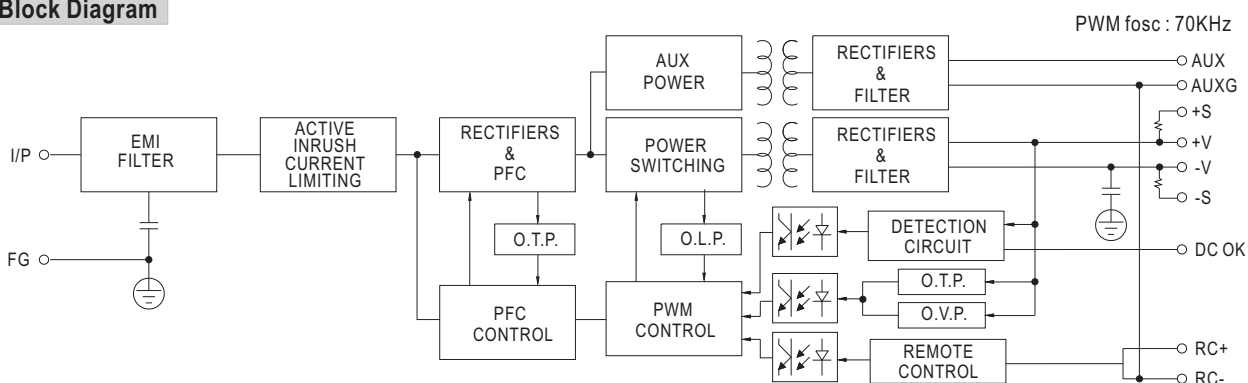 Block Diagram
PWM fosc : 70KHz
AUX
POWER
RECTIFIERS
&
FILTER
AUX
AUXG
+S
+V
-V
-S
I/P
EMI
FILTER
ACTIVE
INRUSH
CURRENT
LIMITING
RECTIFIERS
&
PFC
POWER
SWITCHING
RECTIFIERS
&
FILTER
O.T.P.
O.L.P.
DETECTION
CIRCUIT
DC OK
FG
O.T.P.
O.V.P.
PFC
CONTROL
PWM
CONTROL
REMOTE
CONTROL
RC+
RC-